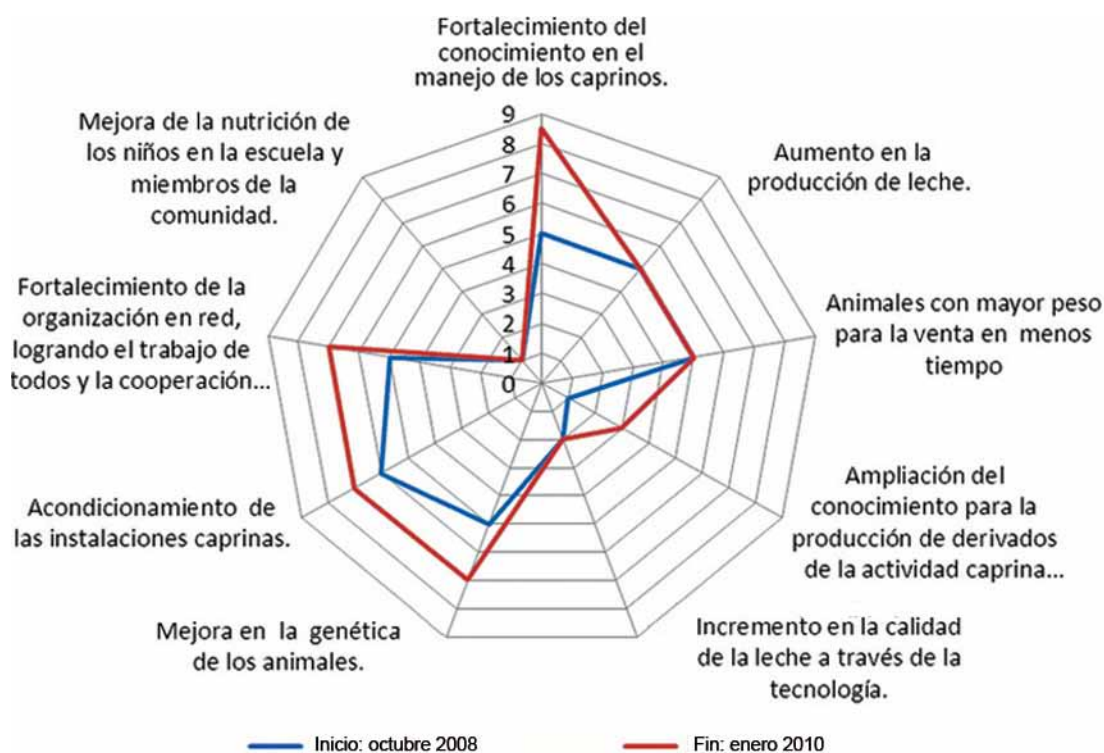 Fortalecimiento del
conocimiento en el
manejo de los caprinos.
Aumento en la
producción de leche.
Animales con mayor peso
para la venta en menos
tiempo
Ampliación del
conocimiento para la
producción de derivados
de la actividad caprina...
Incremento en la calidad
de la leche a través de la
tecnología.
Mejora en la genética
de los animales.
Acondicionamiento de
las instalaciones caprinas.
Fortalecimiento de la
organización en red,
logrando el trabajo de
todos y la cooperación...
Mejora de la nutrición de
los niños en la escuela y
miembros de la
comunidad.
9
8
7
6
5
4
3
2
1
0
Inicio: octubre 2008
Fin: enero 2010